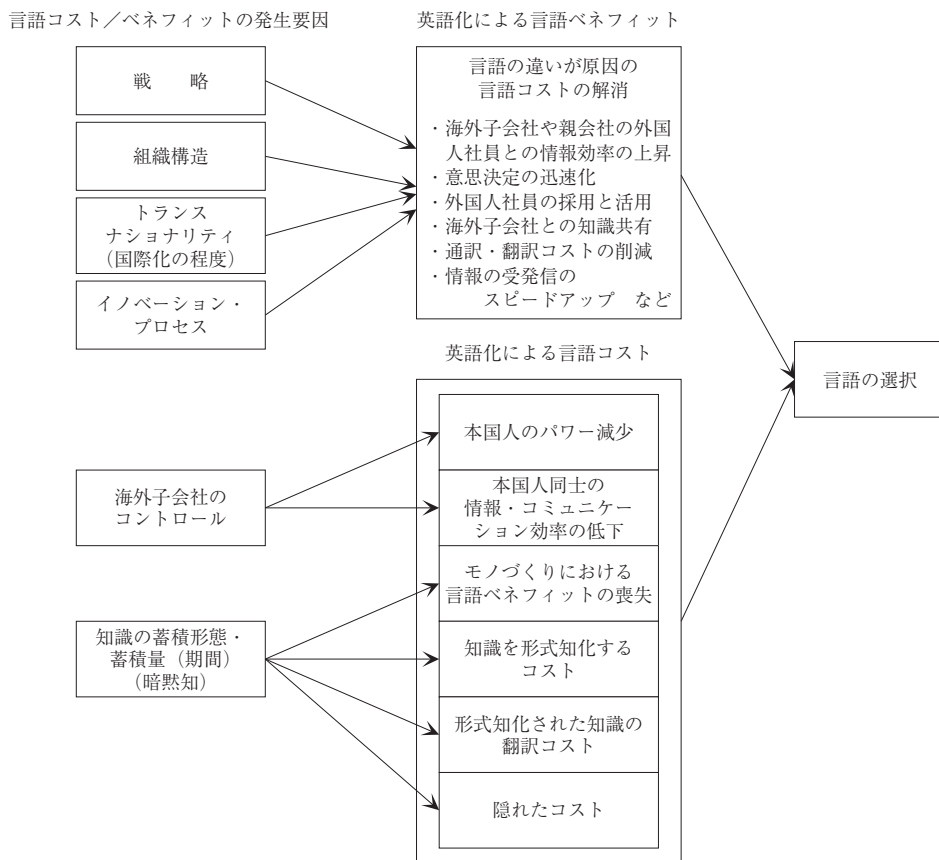 言語コスト／ベネフィットの発生要因
戦　　略
組織構造
トランス
ナショナリティ
（国際化の程度）
イノベーション・
プロセス
海外子会社の
コントロール
知識の蓄積形態・
蓄積量（期間）
（暗黙知）
英語化による言語ベネフィット
言語の違いが原因の
言語コストの解消
・海外子会社や親会社の外国
人社員との情報効率の上昇
・意思決定の迅速化
・外国人社員の採用と活用
・海外子会社との知識共有
・通訳・翻訳コストの削減
・情報の受発信の
スピードアップ　など
英語化による言語コスト
本国人のパワー減少
本国人同士の
情報・コミュニケー
ション効率の低下
モノづくりにおける
言語ベネフィットの喪失
知識を形式知化する
コスト
形式知化された知識の
翻訳コスト
隠れたコスト
言語の選択